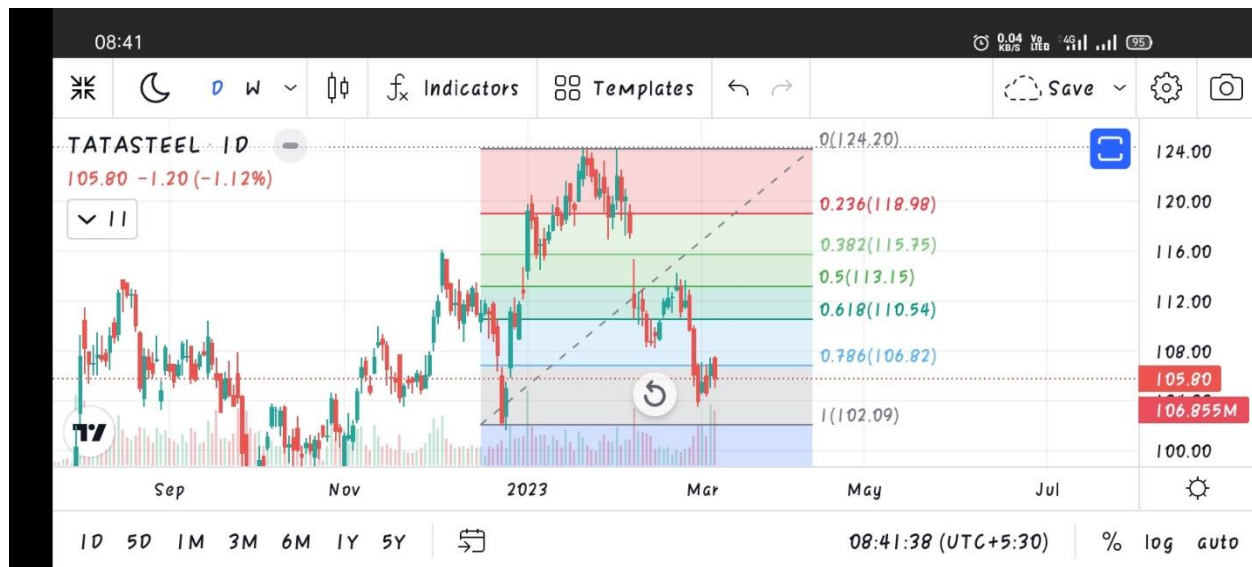 08:41 0.04 KB/S Vo LTE 4G 95
D W Indicators Templates Save
TATASTEEL 1D
105.80 -1.20 (-1.12%)
11
0(124.20)
0.236(118.98)
0.382(115.75)
0.5(113.15)
0.618(110.54)
0.786(106.82)
1(102.09)
124.00
120.00
116.00
112.00
108.00
105.80
106.855M
100.00
Sep Nov 2023 Mar May Jul
1D 5D 1M 3M 6M 1Y 5Y 08:41:38 (UTC+5:30) % log auto